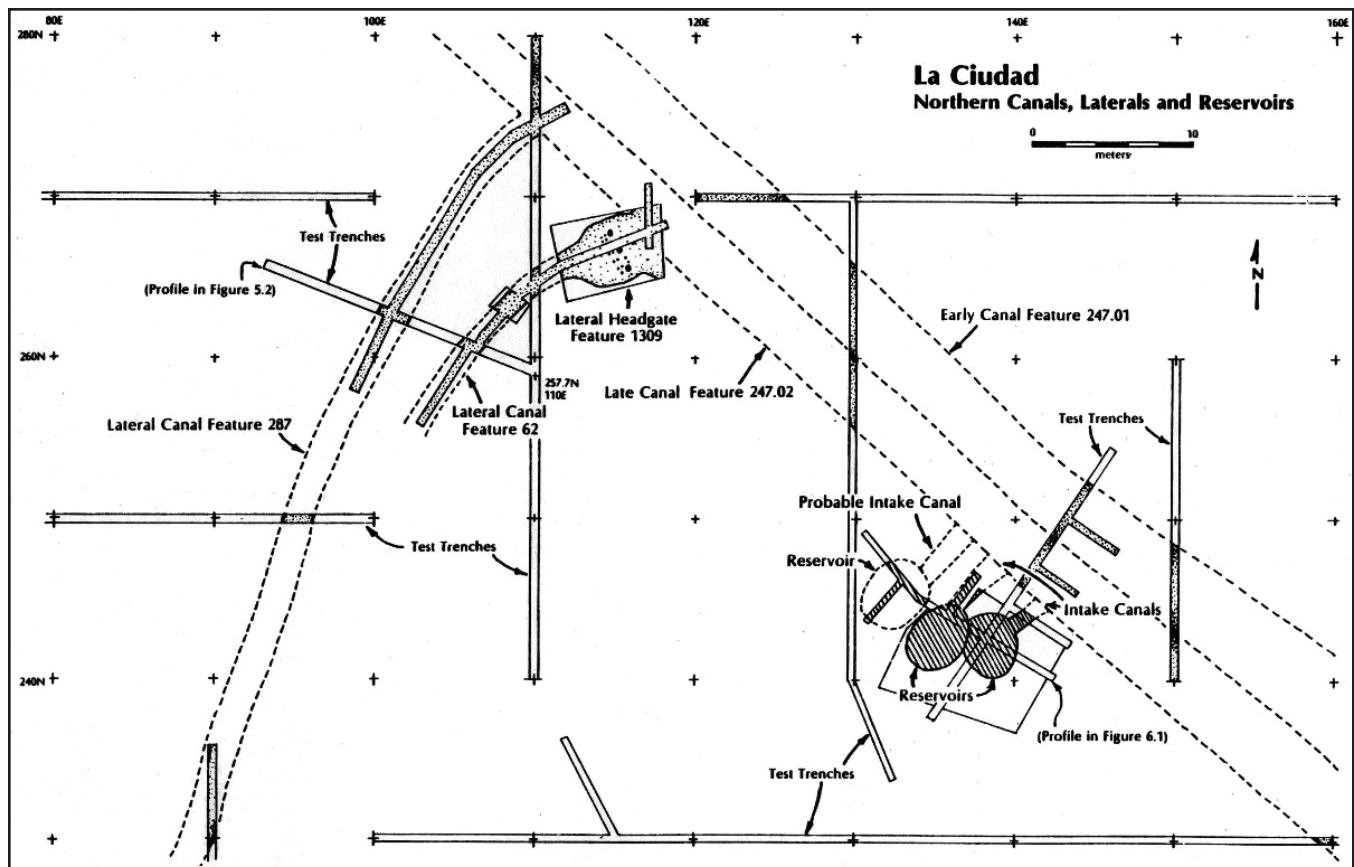 80E
100E
120E
140E
160E
280N
La Ciudad
Northern Canals, Laterals and Reservoirs
0
10
meters
Test Trenches
(Profile in Figure 5.2)
N
Lateral Headgate
Feature 1309
Early Canal Feature 247.01
260N
257.7N
110E
Late Canal Feature 247.02
Lateral Canal
Feature 62
Lateral Canal Feature 287
Test Trenches
Probable Intake Canal
Test Trenches
Reservoir
Intake Canals
240N
Reservoirs
(Profile in Figure 6.1)
Test Trenches